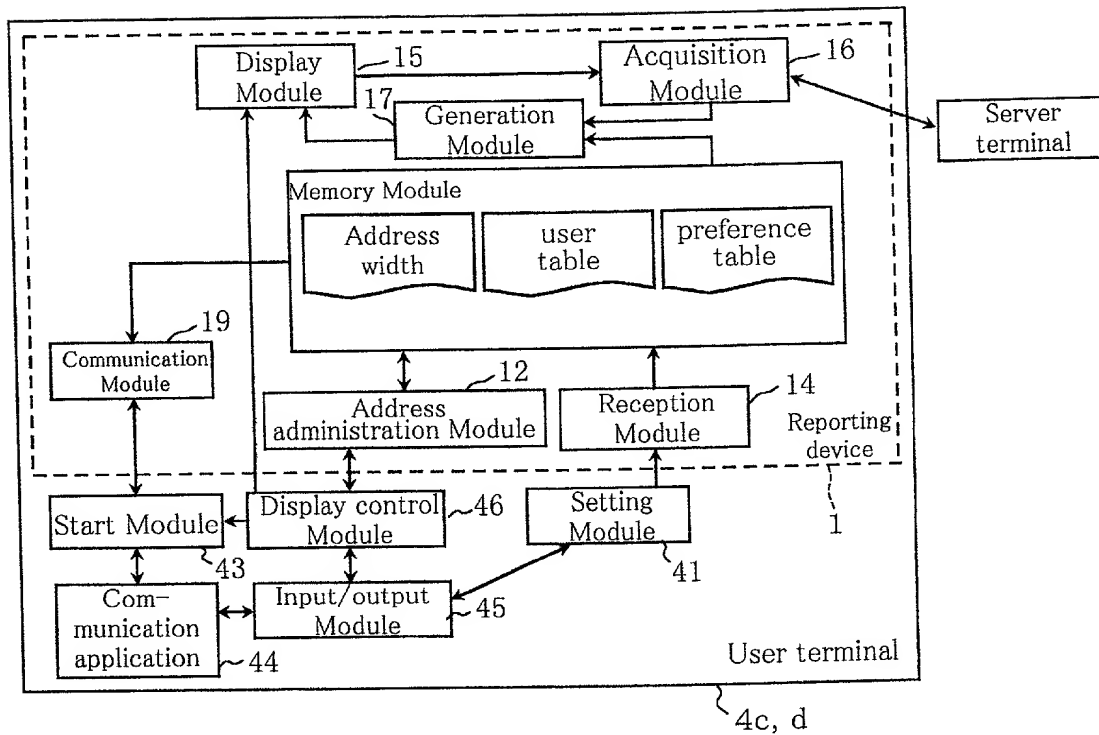 Display
Module
15
Acquisition
Module
16
17
Generation
Module
Server
terminal
Memory Module
Address
width
user
table
preference
table
19
Communication
Module
12
Address
administration Module
14
Reception
Module
Reporting
device
1
Start Module
43
Display control
Module
46
Setting
Module
41
Com-
munication
application
44
Input/output
Module
45
User terminal
4c, d